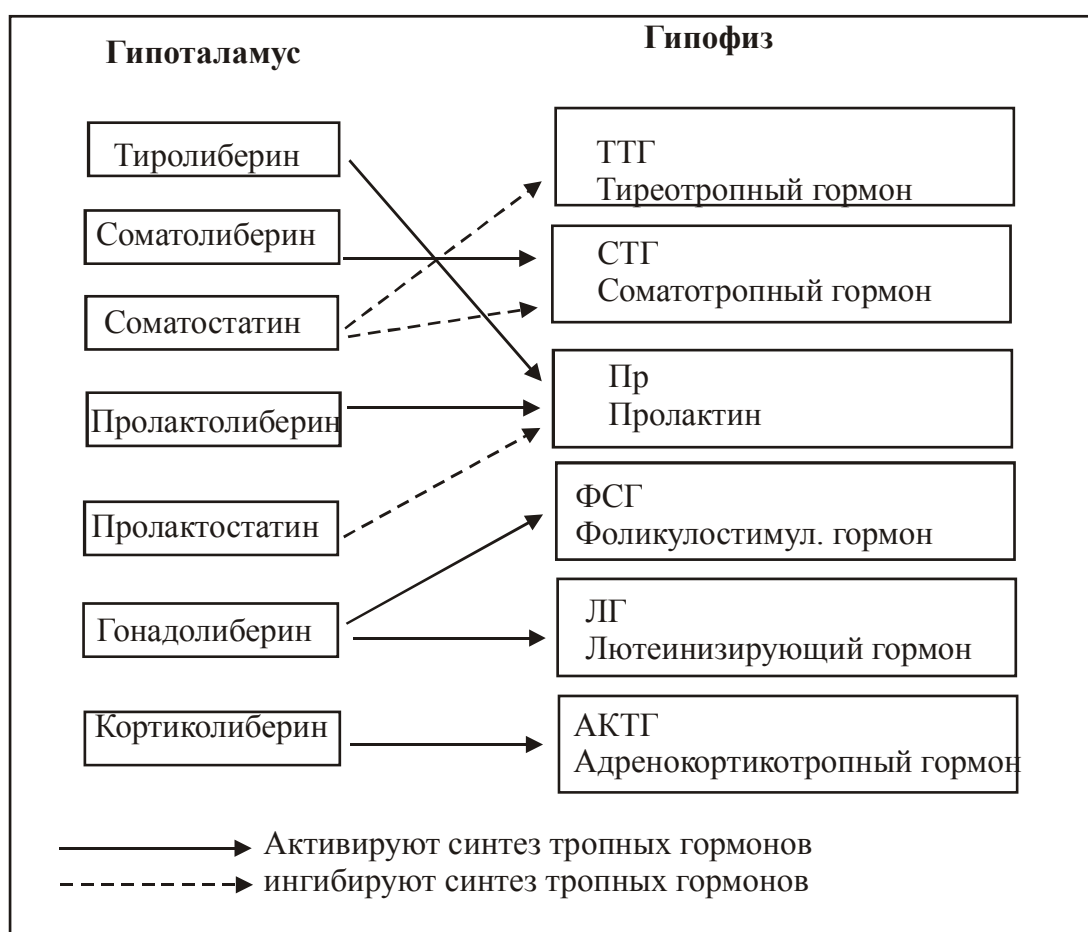 Гипоталамус
Гипофиз
Тиролиберин
Соматолиберин
Соматостатин
Пролактолиберин
Пролактостатин
Гонадолиберин
Кортиколиберин
ТТГ
Тиреотропный гормон
СТГ
Соматотропный гормон
Пр
Пролактин
ФСГ
Фоликулостимул. гормон
ЛГ
Лютеинизирующий гормон
АКТГ
Адренокортикотропный гормон
Активируют синтез тропных гормонов
ингибируют синтез тропных гормонов